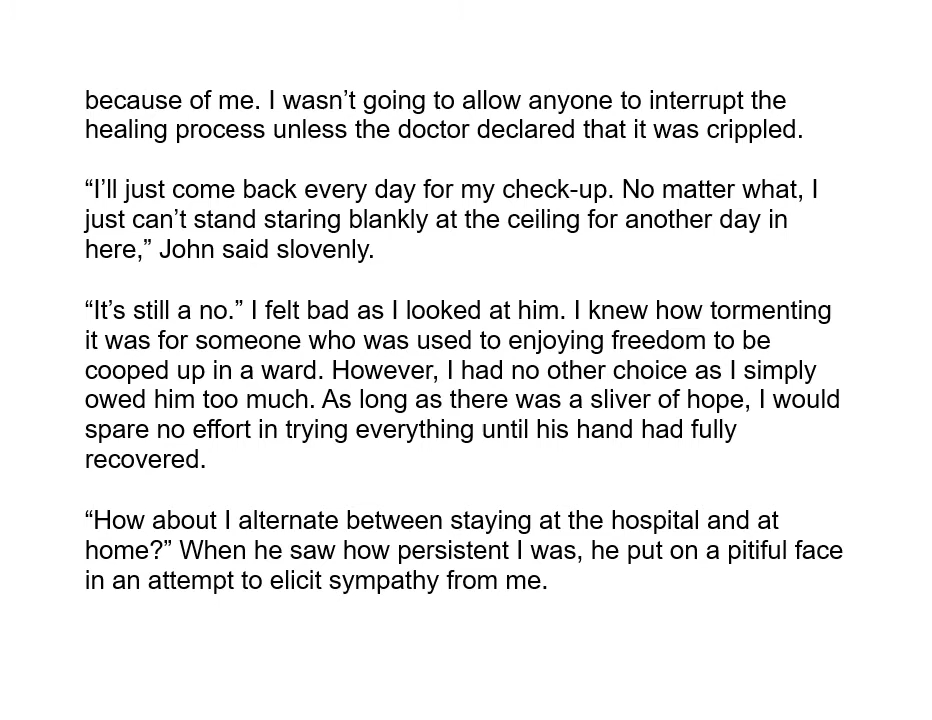 because of me. I wasn’t going to allow anyone to interrupt the
healing process unless the doctor declared that it was crippled.
“I’ll just come back every day for my check-up. No matter what, I
just can’t stand staring blankly at the ceiling for another day in
here,” John said slovenly.
“It’s still a no.” I felt bad as I looked at him. I knew how tormenting
it was for someone who was used to enjoying freedom to be
cooped up in a ward. However, I had no other choice as I simply
owed him too much. As long as there was a sliver of hope, I would
spare no effort in trying everything until his hand had fully
recovered.
“How about I alternate between staying at the hospital and at
home?” When he saw how persistent I was, he put on a pitiful face
in an attempt to elicit sympathy from me.